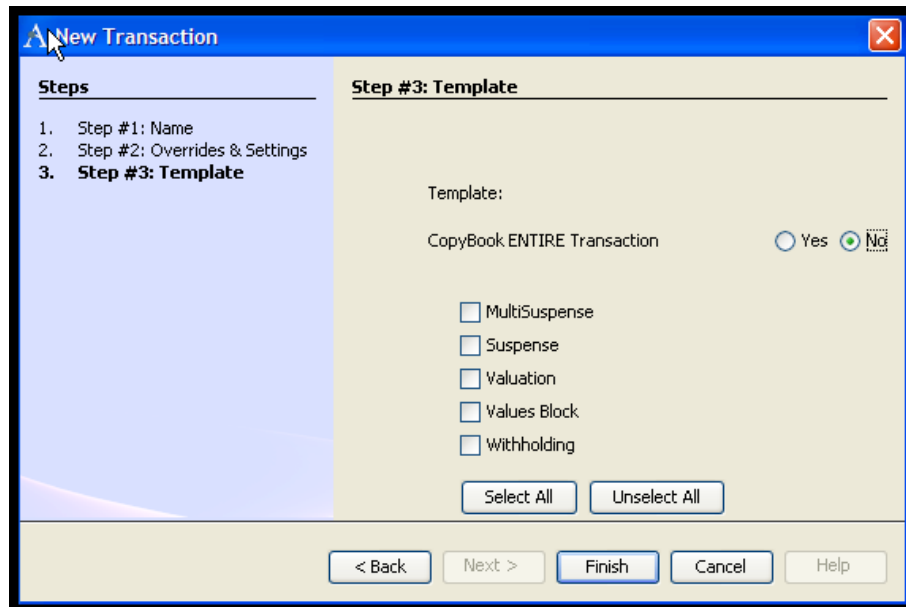 New Transaction
Steps
1. Step #1: Name
2. Step #2: Overrides & Settings
3. Step #3: Template
Step #3: Template
Template:
CopyBook ENTIRE Transaction Yes No
MultiSuspense
Suspense
Valuation
Values Block
Withholding
Select All Unselect All
< Back Next > Finish Cancel Help